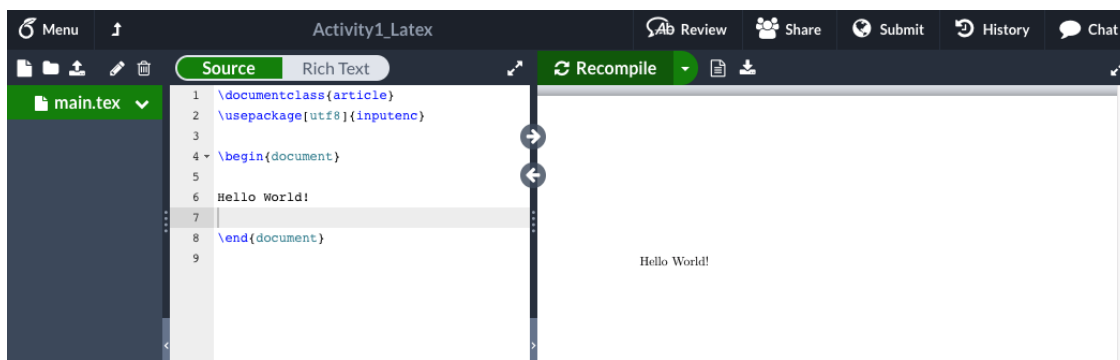 Menu Activity1_Latex Review Share Submit History Chat
Source Rich Text Recompile
main.tex
1 \documentclass{article}
2 \usepackage[utf8]{inputenc}
3
4 \begin{document}
5
6 Hello World!
7
8 \end{document}
9
Hello World!